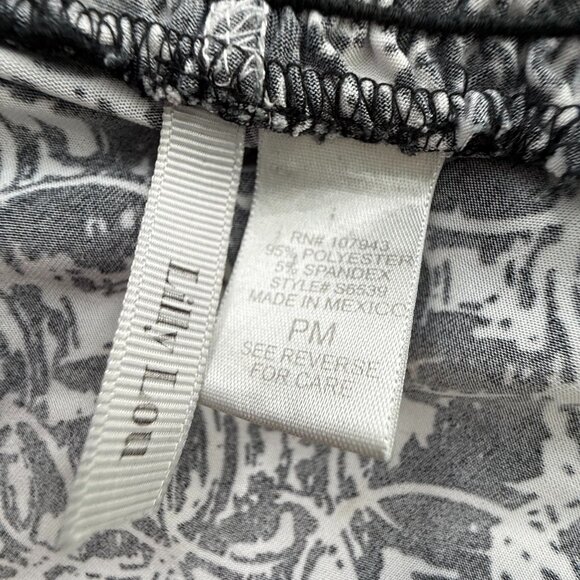 Lilly Lou
RN# 107943
95% POLYESTER
5% SPANDEX
STYLE# S6539
MADE IN MEXICO
PM
SEE REVERSE
FOR CARE